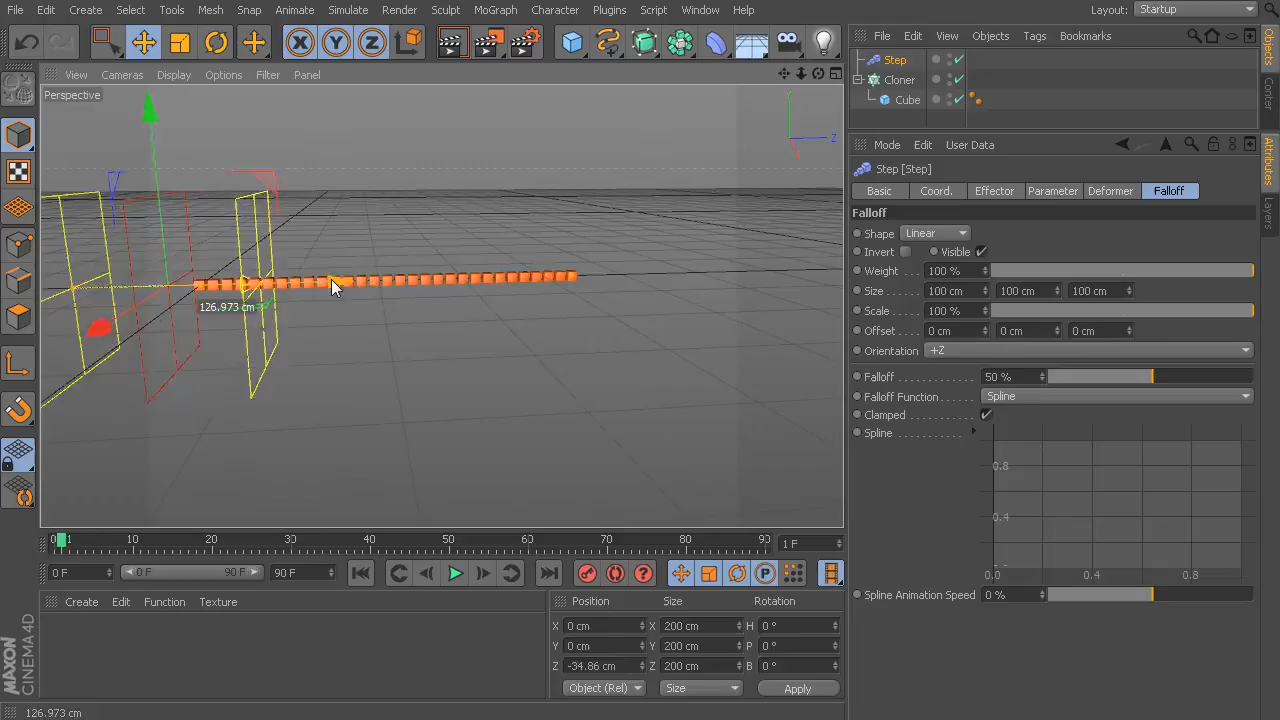 File Edit Create Select Tools Mesh Snap Animate Simulate Render Sculpt MoGraph Character Plugins Script Window Help Layout: Startup
View Cameras Display Options Filter Panel
Perspective
Y
Z
X
126.973 cm
File Edit View Objects Tags Bookmarks
Step
Cloner
Cube
Objects
Conter
Mode Edit User Data
Attributes
Layers
Step [Step]
Basic Coord. Effector Parameter Deformer Falloff
Falloff
Shape Linear
Invert Visible
Weight 100 %
Size 100 cm 100 cm 100 cm
Scale 100 %
Offset 0 cm 0 cm 0 cm
Orientation +Z
Falloff 50 %
Falloff Function Spline
Clamped
Spline
0.8
0.4
0.0 0.4 0.8
Spline Animation Speed 0 %
0 1 10 20 30 40 50 60 70 80 90 1 F
0 F 0 F 90 F 90 F
Create Edit Function Texture
Position Size Rotation
X 0 cm X 200 cm H 0 °
Y 0 cm Y 200 cm P 0 °
Z -34.86 cm Z 200 cm B 0 °
Object (Rel) Size Apply
MAXON
CINEMA 4D
126.973 cm